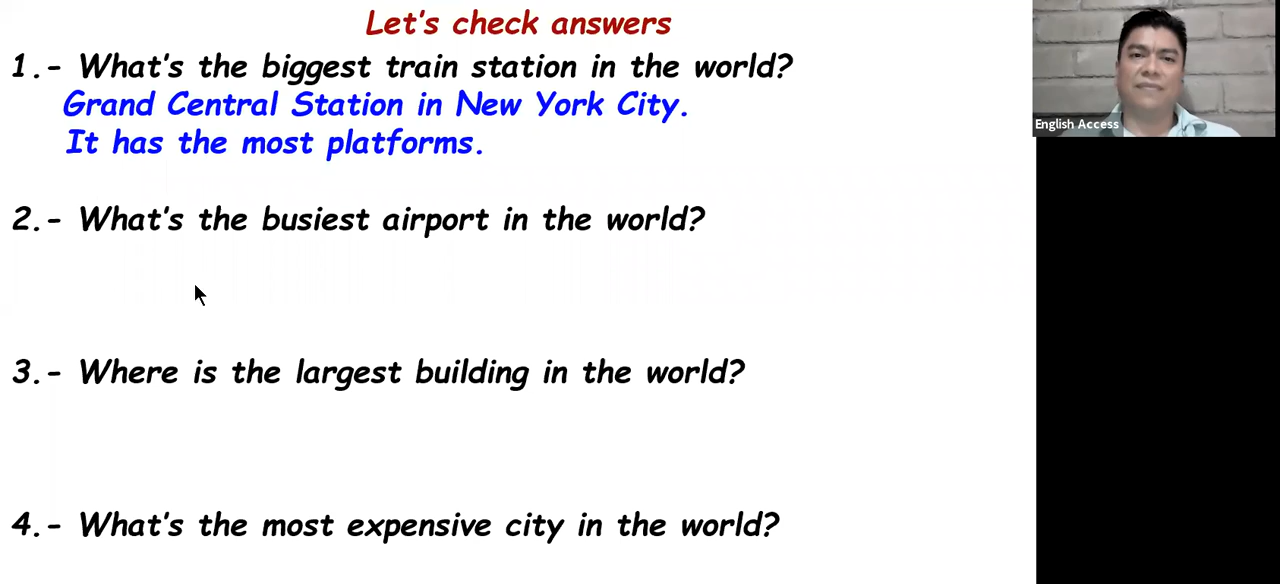 Let's check answers
1.- What's the biggest train station in the world?
Grand Central Station in New York City.
It has the most platforms.
2.- What's the busiest airport in the world?
3.- Where is the largest building in the world?
4.- What's the most expensive city in the world?
English Access